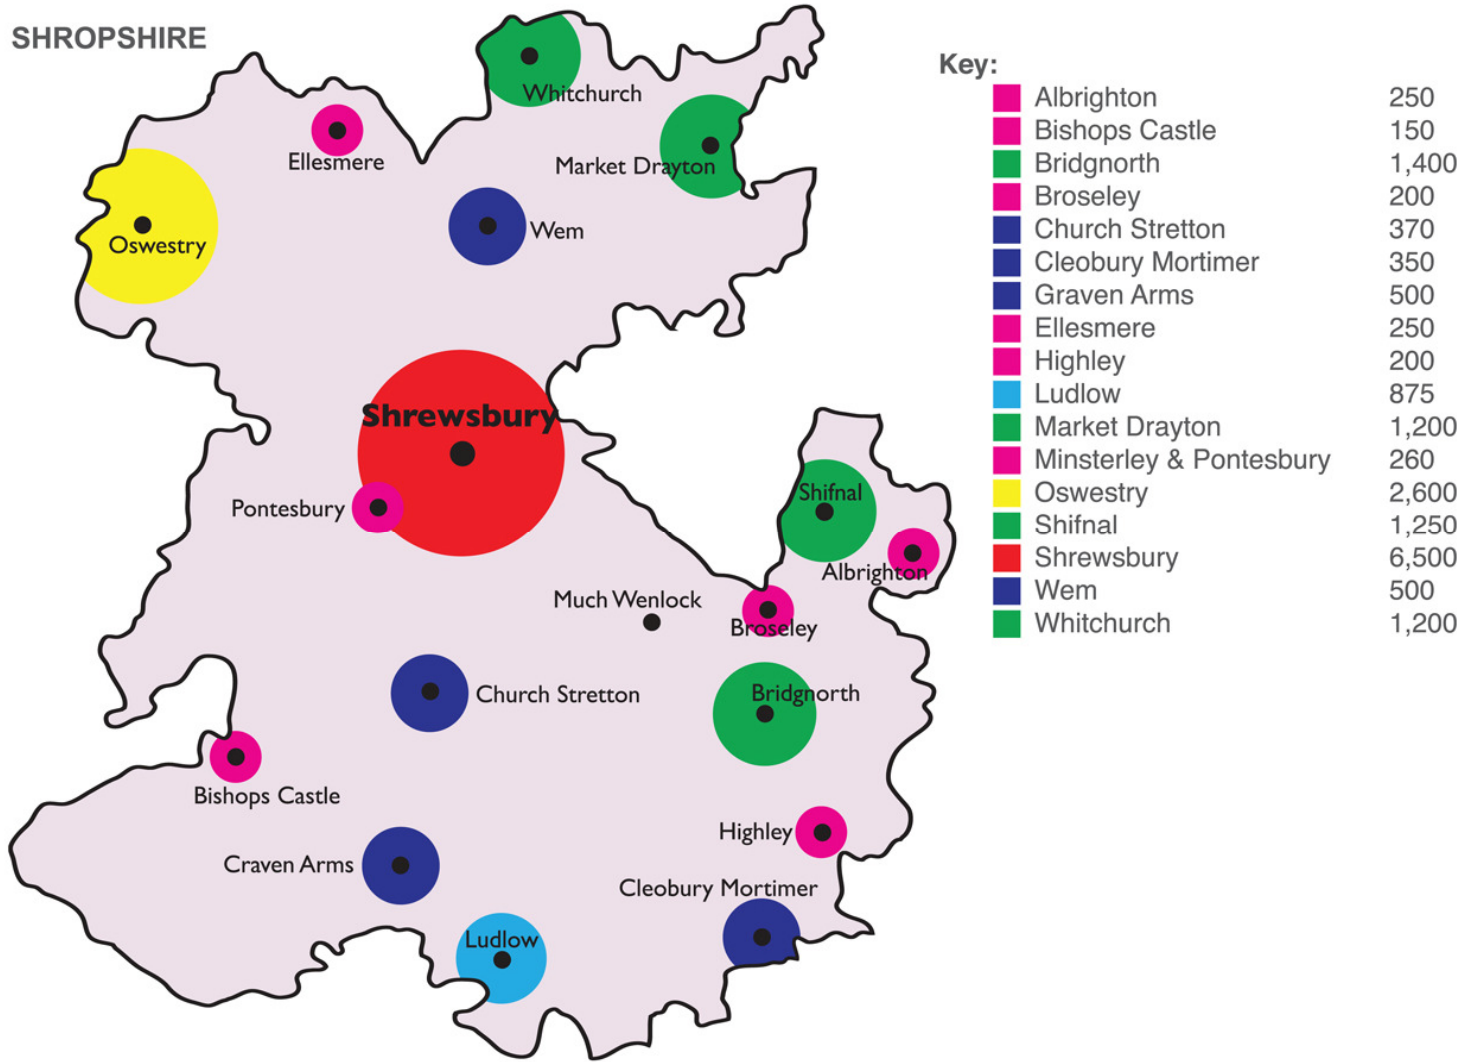 SHROPSHIRE
Whitchurch
Ellesmere
Market Drayton
Oswestry
Wem
Shrewsbury
Pontesbury
Shifnal
Albrighton
Much Wenlock
Broseley
Church Stretton
Bridgnorth
Bishops Castle
Highley
Craven Arms
Cleobury Mortimer
Ludlow
Key:
Albrighton 250
Bishops Castle 150
Bridgnorth 1,400
Broseley 200
Church Stretton 370
Cleobury Mortimer 350
Graven Arms 500
Ellesmere 250
Highley 200
Ludlow 875
Market Drayton 1,200
Minsterley & Pontesbury 260
Oswestry 2,600
Shifnal 1,250
Shrewsbury 6,500
Wem 500
Whitchurch 1,200